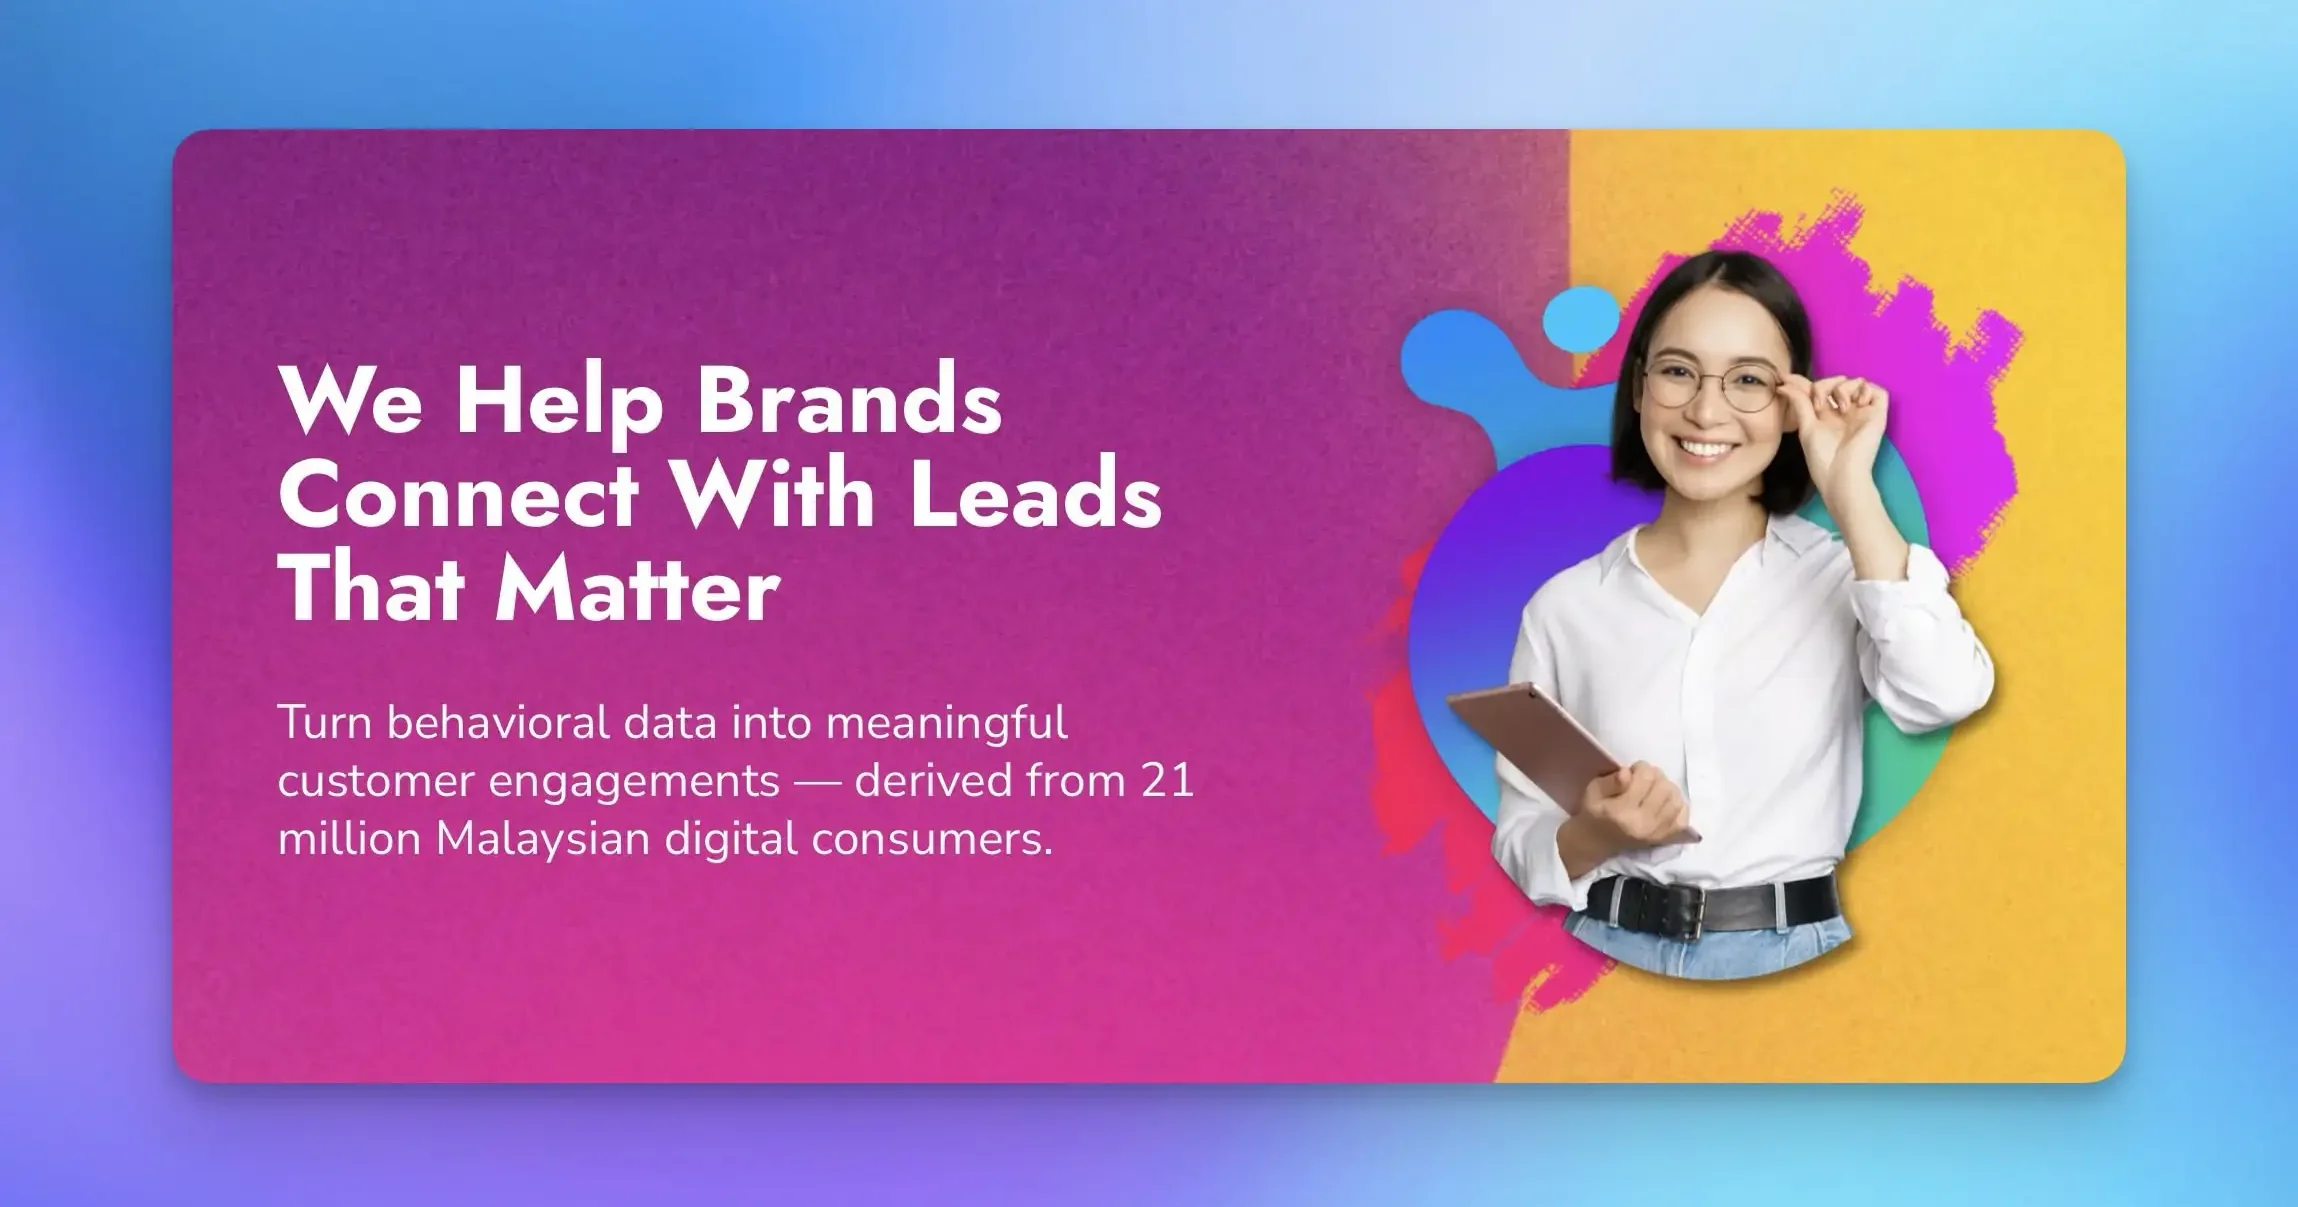 We Help Brands
Connect With Leads
That Matter
Turn behavioral data into meaningful
customer engagements — derived from 21
million Malaysian digital consumers.